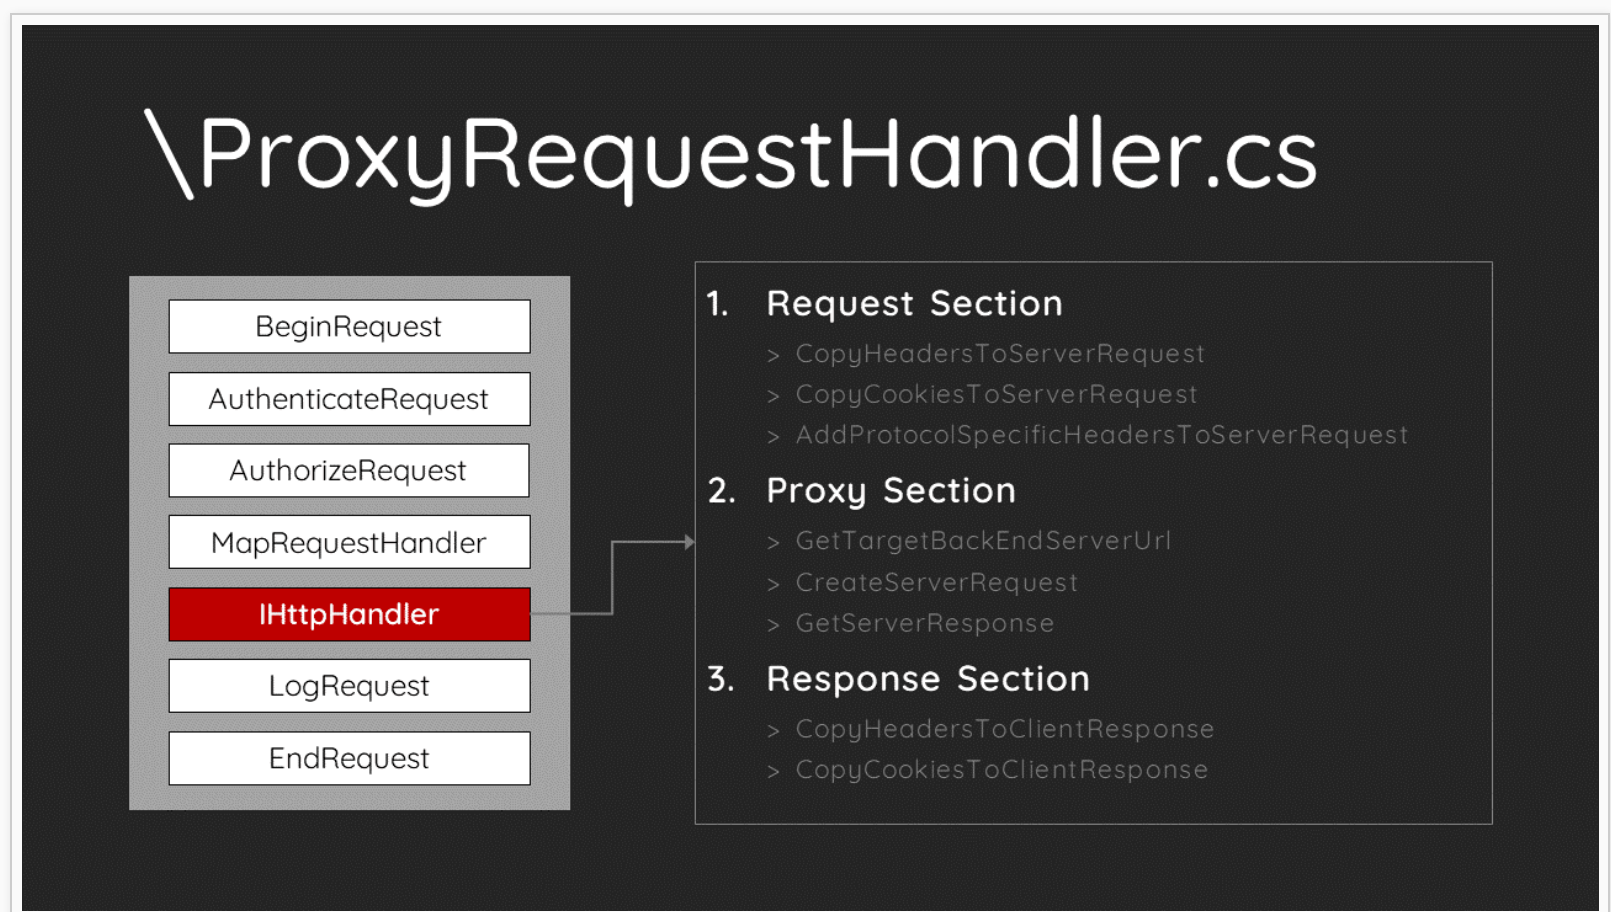 \ProxyRequestHandler.cs
BeginRequest
AuthenticateRequest
AuthorizeRequest
MapRequestHandler
IHttpHandler
LogRequest
EndRequest
1. Request Section
> CopyHeadersToServerRequest
> CopyCookiesToServerRequest
> AddProtocolSpecificHeadersToServerRequest
2. Proxy Section
> GetTargetBackEndServerUrl
> CreateServerRequest
> GetServerResponse
3. Response Section
> CopyHeadersToClientResponse
> CopyCookiesToClientResponse